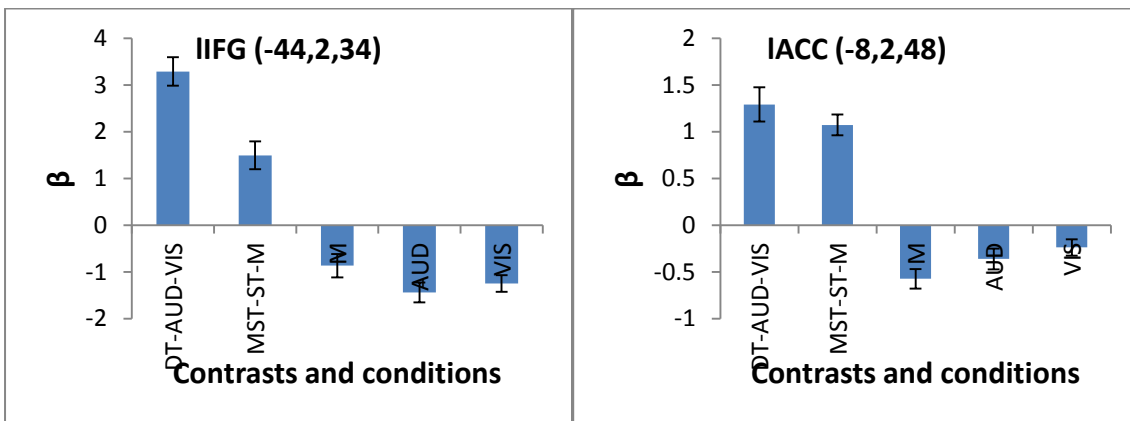 lIFG (-44,2,34)
4
3
2
1
0
-1
-2
β
DT-AUD-VIS
MST-ST-M
M
AUD
VIS
Contrasts and conditions
lACC (-8,2,48)
2
1.5
1
0.5
0
-0.5
-1
β
DT-AUD-VIS
MST-ST-M
M
AUD
VIS
Contrasts and conditions